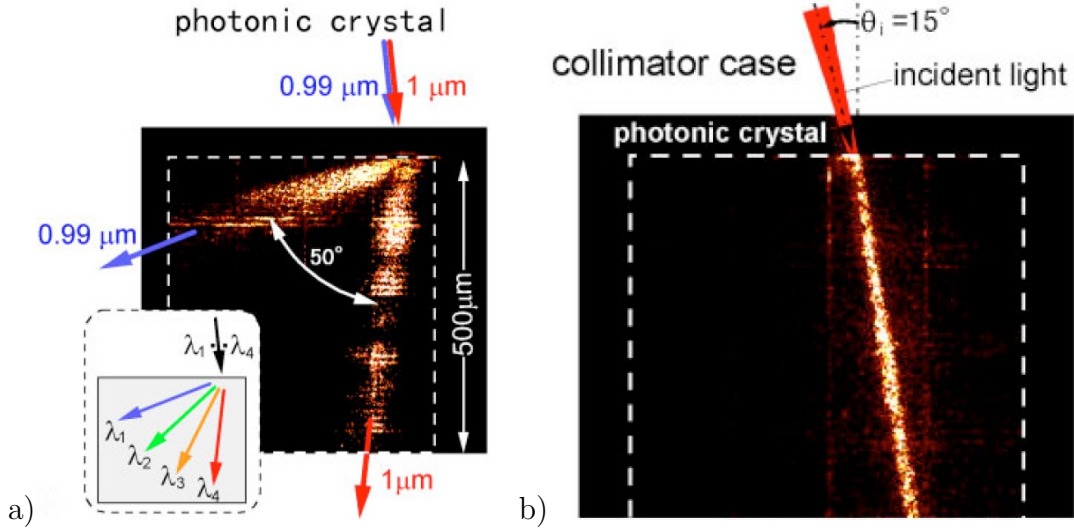 photonic crystal
0.99 μm
1 μm
0.99 μm
50°
500μm
λ1 λ4
λ1
λ2
λ3
λ4
1μm
a)
θi =15°
collimator case
incident light
photonic crystal
b)